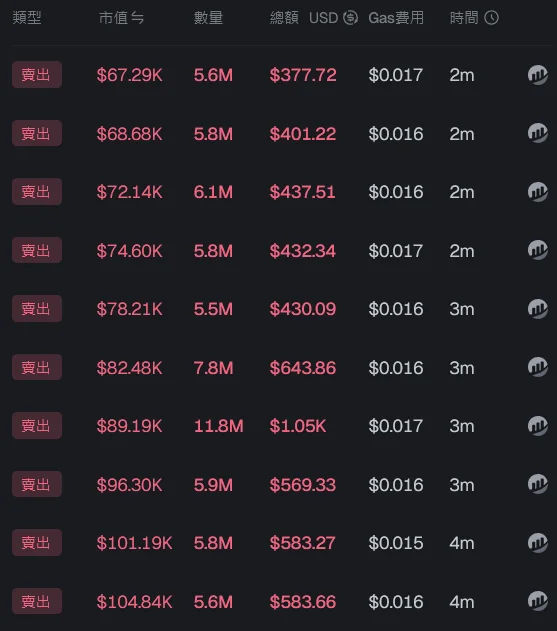 類型 市值 數量 總額 USD Gas費用 時間
賣出 $67.29K 5.6M $377.72 $0.017 2m
賣出 $68.68K 5.8M $401.22 $0.016 2m
賣出 $72.14K 6.1M $437.51 $0.016 2m
賣出 $74.60K 5.8M $432.34 $0.017 2m
賣出 $78.21K 5.5M $430.09 $0.016 3m
賣出 $82.48K 7.8M $643.86 $0.016 3m
賣出 $89.19K 11.8M $1.05K $0.017 3m
賣出 $96.30K 5.9M $569.33 $0.016 3m
賣出 $101.19K 5.8M $583.27 $0.015 4m
賣出 $104.84K 5.6M $583.66 $0.016 4m